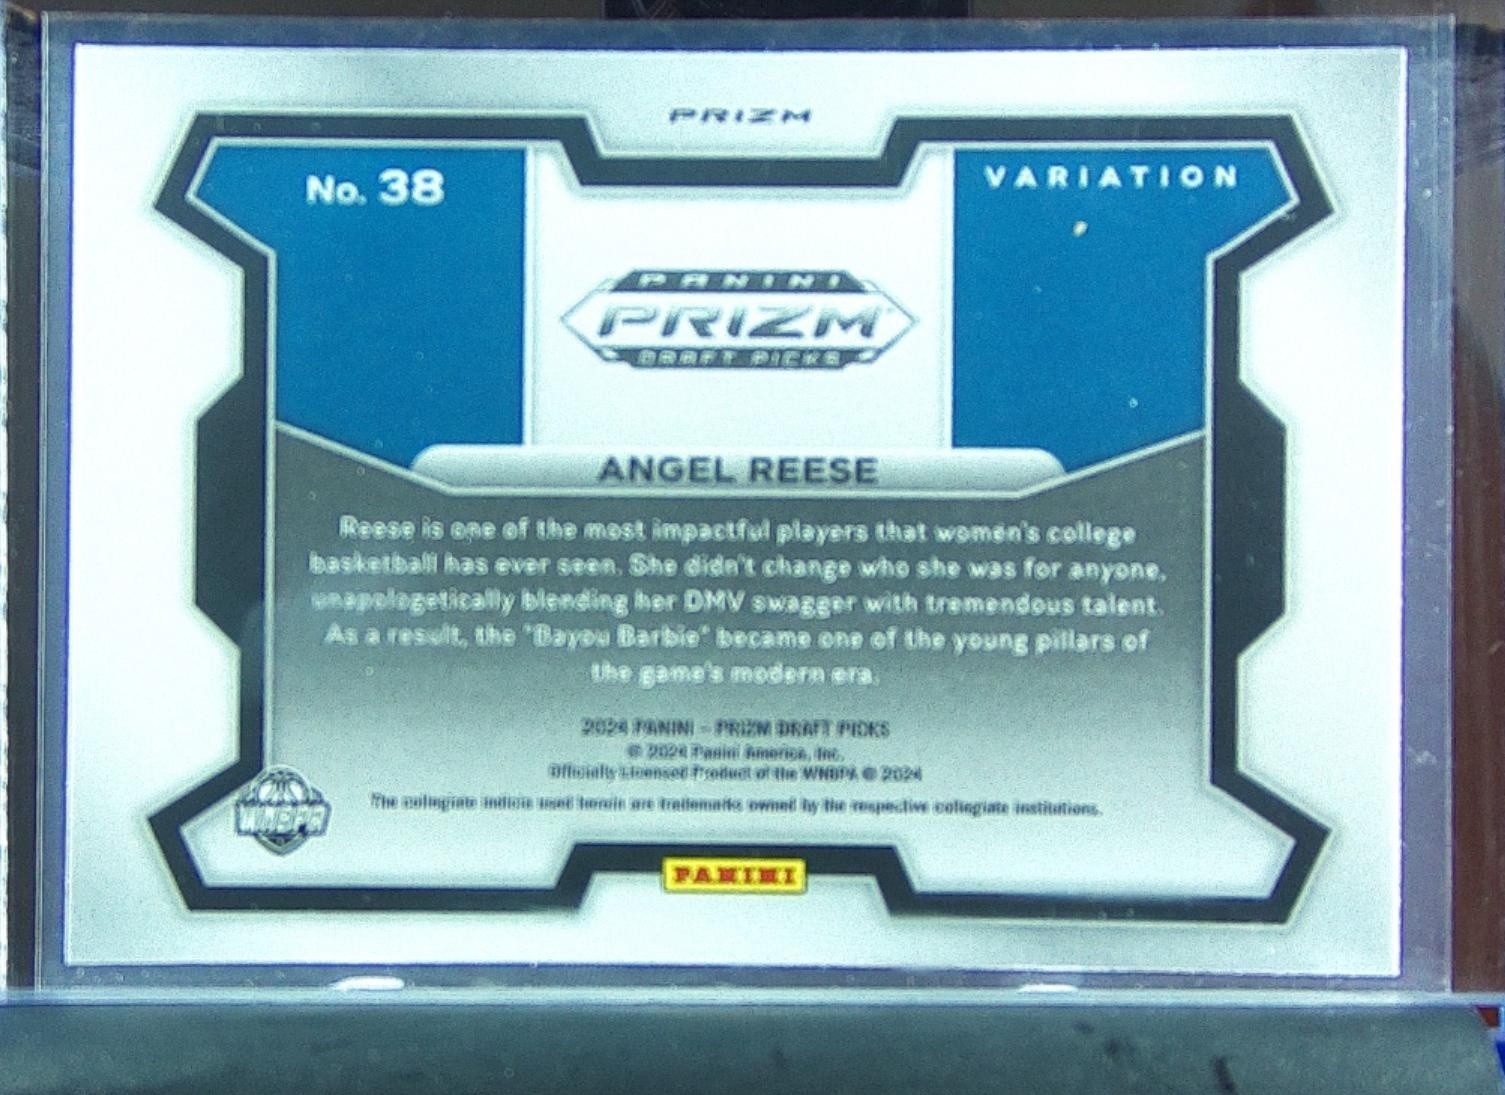 PRIZM
No. 38
VARIATION
PANINI
PRIZM
DRAFT PICKS
ANGEL REESE
Reese is one of the most impactful players that women's college
basketball has ever seen. She didn't change who she was for anyone,
unapologetically blending her DMV swagger with tremendous talent.
As a result, the "Bayou Barbie" became one of the young pillars of
the game's modern era.
2024 PANINI – PRIZM DRAFT PICKS
© 2024 Panini America, Inc.
Officially Licensed Product of the WNBPA © 2024
The collegiate indicia used herein are trademarks owned by the respective collegiate institutions.
WNBPA
PANINI